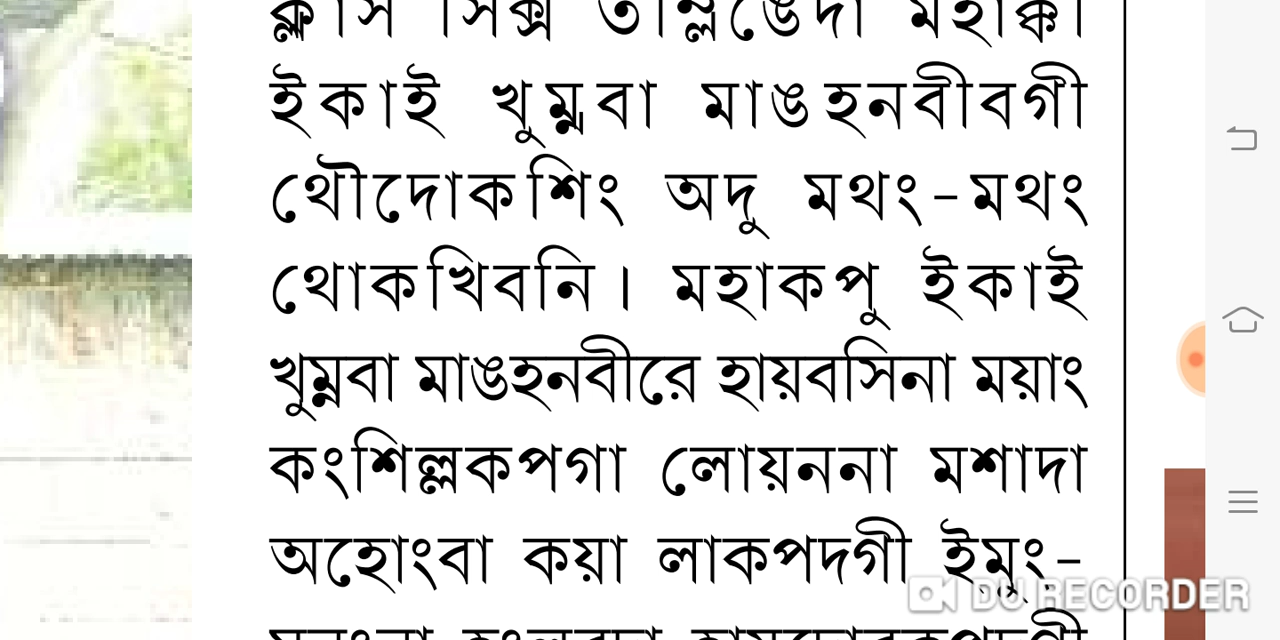 ক্লাস সিক্স তাম্লিঙৈদা মহাক্কী
ইকাই খুম্নবা মাঙহনবীবগী
থৌদোকশিং অদু মথং-মথং
থোকখিবনি। মহাকপু ইকাই
খুম্নবা মাঙহনবীরে হায়বসিনা ময়াং
কংশিল্লকপগা লোয়ননা মশাদা
অহোংবা কয়া লাকপদগী ইমুং-
DU RECORDER